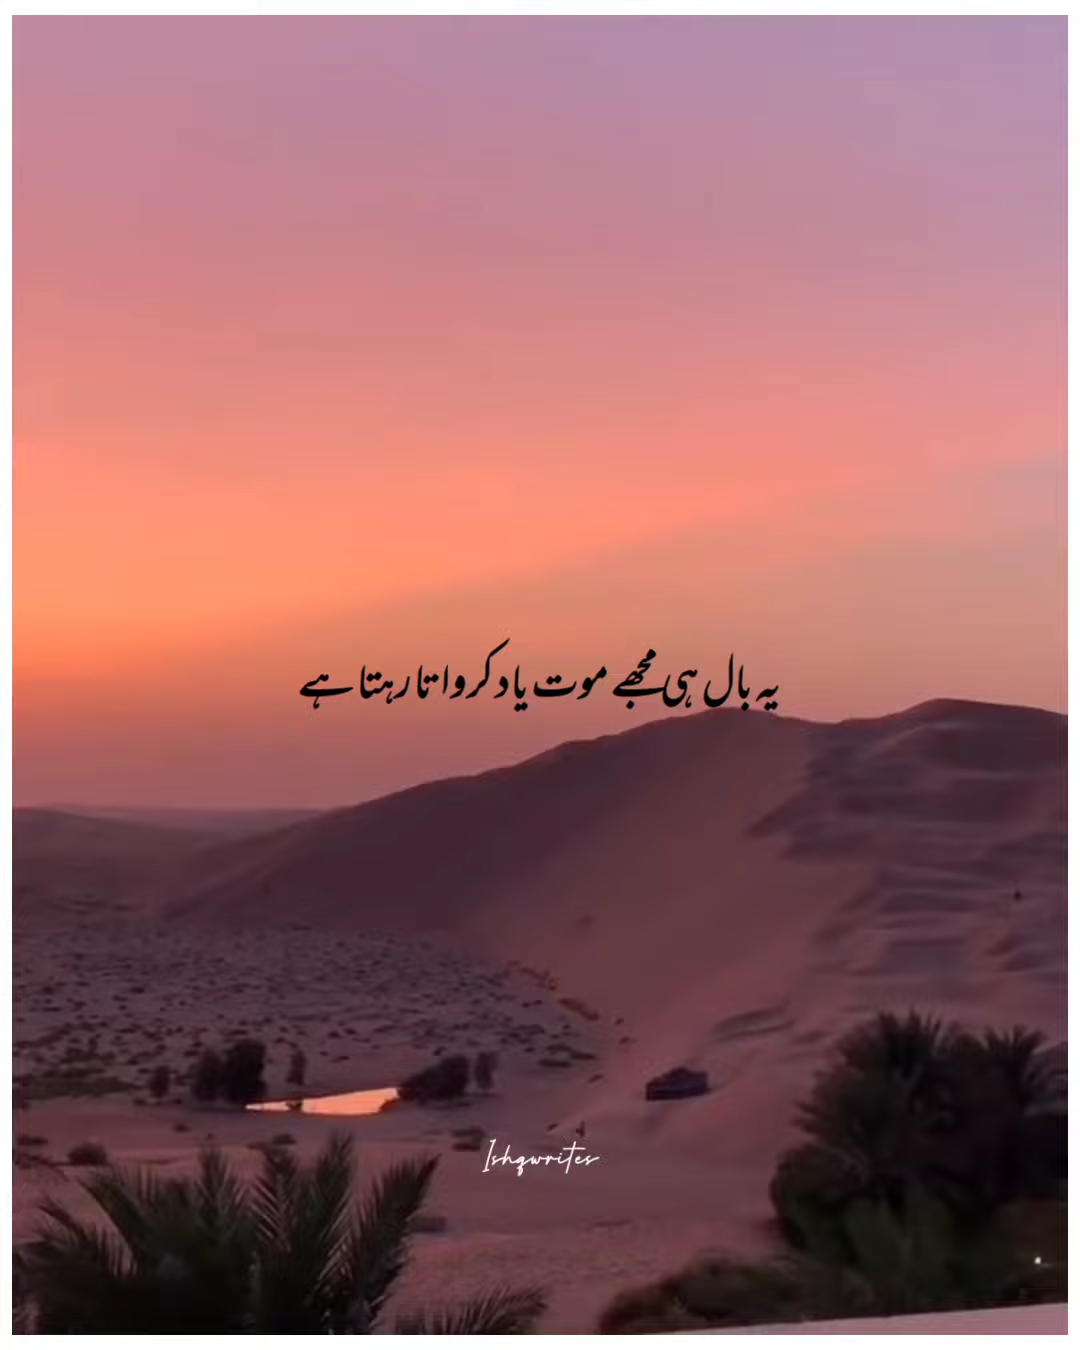 یہ بال ہی مجھے موت یاد کرواتا رہتا ہے
Ishqwrites